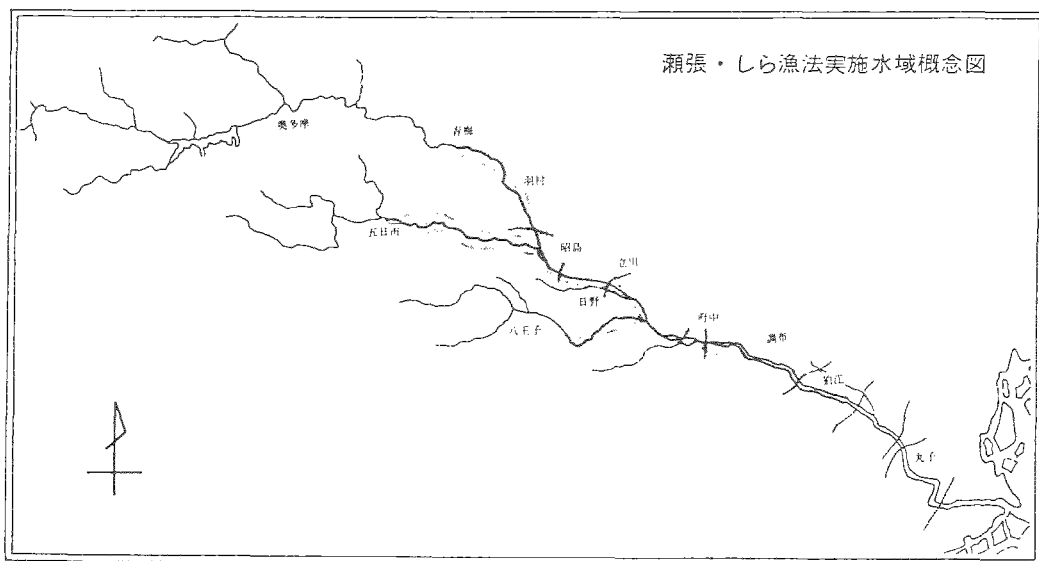 瀬張・しら漁法実施水域概念図
奥多摩
青梅
羽村
五日市
昭島
立川
日野
八王子
府中
調布
狛江
丸子